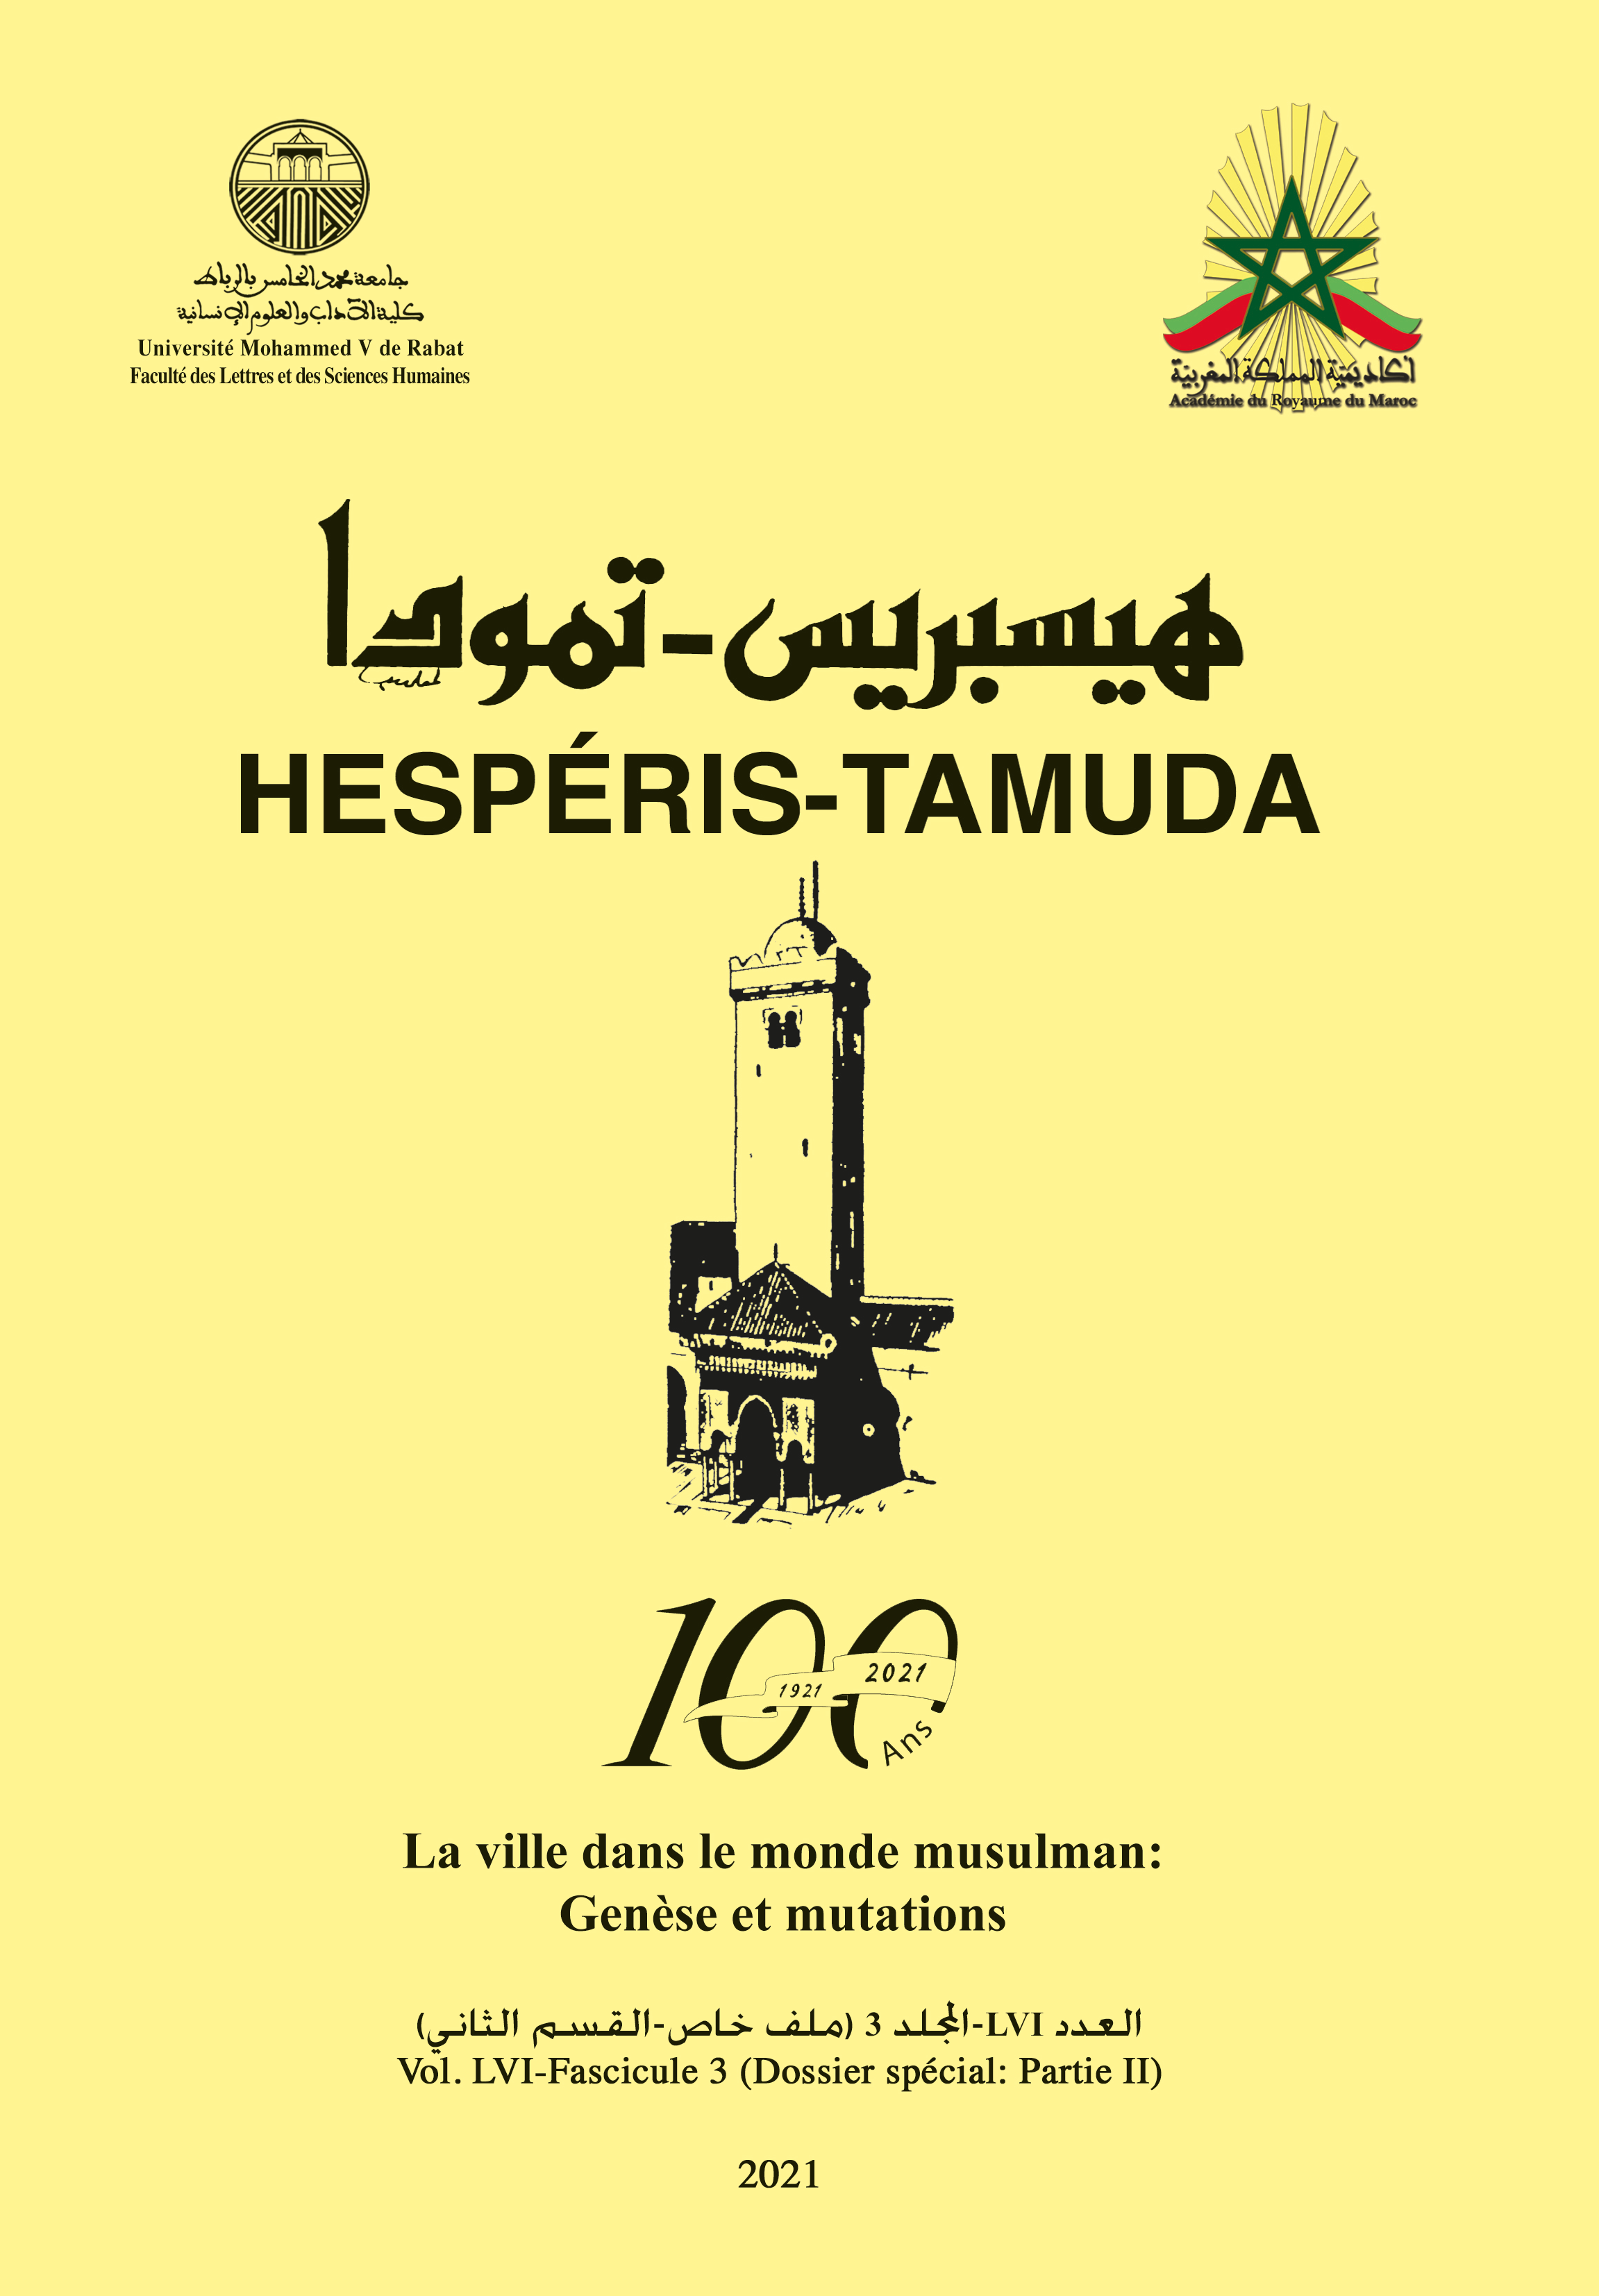 جامعة محمد الخامس بالرباط
كلية الآداب والعلوم الإنسانية
Université Mohammed V de Rabat
Faculté des Lettres et des Sciences Humaines
أكاديمية المملكة المغربية
Académie du Royaume du Maroc
هيسبريس-تمودا
HESPÉRIS-TAMUDA
100
1921
2021
Ans
La ville dans le monde musulman:
Genèse et mutations
العدد LVI-المجلد 3 (ملف خاص-القسم الثاني)
Vol. LVI-Fascicule 3 (Dossier spécial: Partie II)
2021